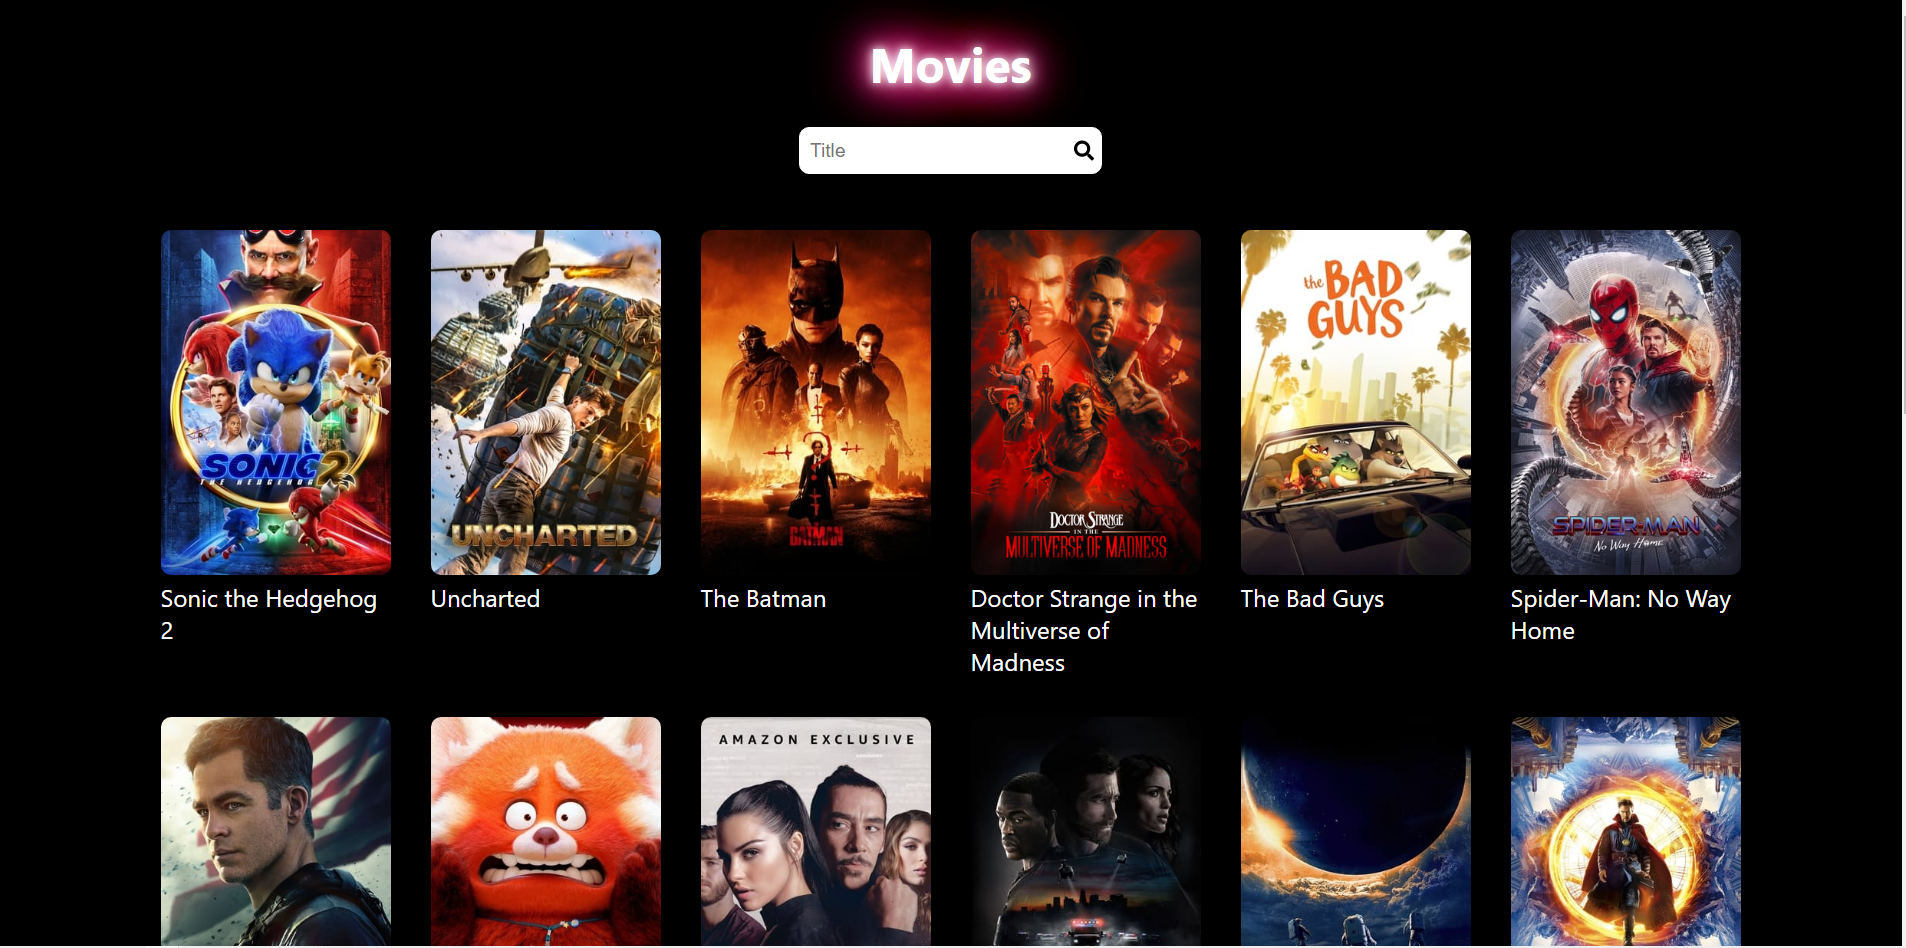 Movies
Title
SONIC 2
THE HEDGEHOG
UNCHARTED
THE
BATMAN
DOCTOR STRANGE
IN THE
MULTIVERSE OF MADNESS
the BAD
GUYS
SPIDER-MAN
No Way Home
Sonic the Hedgehog
2
Uncharted
The Batman
Doctor Strange in the
Multiverse of
Madness
The Bad Guys
Spider-Man: No Way
Home
AMAZON EXCLUSIVE